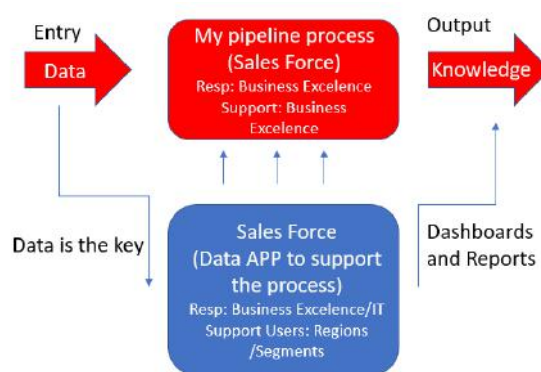 Entry
Data
My pipeline process
(Sales Force)
Resp: Business Excelence
Support: Business
Excelence
Output
Knowledge
Data is the key
Sales Force
(Data APP to support
the process)
Resp: Business Excelence/IT
Support Users: Regions
/Segments
Dashboards
and Reports